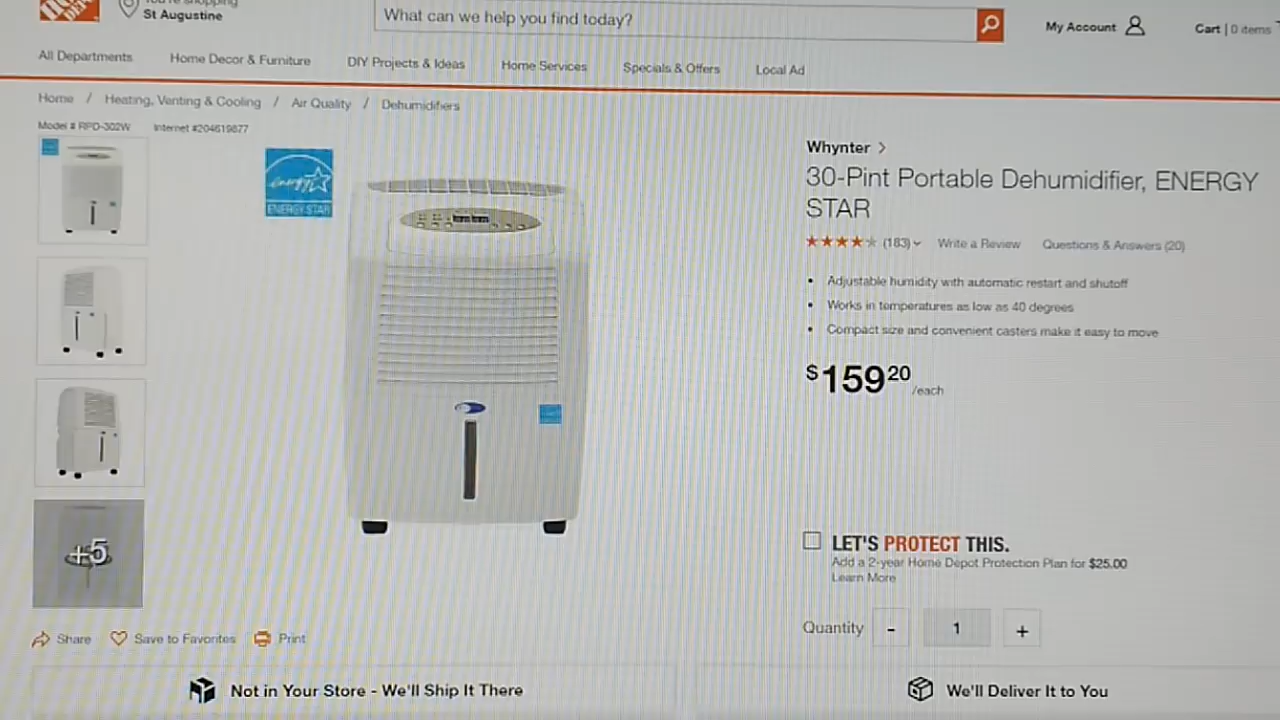 You're shopping
St Augustine
What can we help you find today?
My Account
Cart | 0 items
All Departments
Home Decor & Furniture
DIY Projects & Ideas
Home Services
Specials & Offers
Local Ad
Home / Heating, Venting & Cooling / Air Quality / Dehumidifiers
Model # RPD-302W
Internet #204619877
ENERGY STAR
Whynter >
30-Pint Portable Dehumidifier, ENERGY
STAR
(183)
Write a Review
Questions & Answers (20)
• Adjustable humidity with automatic restart and shutoff
• Works in temperatures as low as 40 degrees
• Compact size and convenient casters make it easy to move
$159 20 /each
+5
LET'S PROTECT THIS.
Add a 2-year Home Depot Protection Plan for $25.00
Learn More
Quantity - 1 +
Share
Save to Favorites
Print
Not in Your Store - We'll Ship It There
We'll Deliver It to You